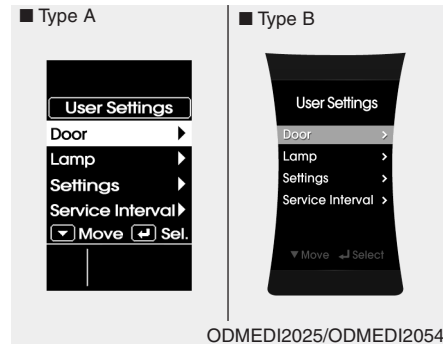 ■ Type A
User Settings
Door
Lamp
Settings
Service Interval
Move Sel.
■ Type B
User Settings
Door >
Lamp >
Settings >
Service Interval >
▼ Move Select
ODMEDI2025/ODMEDI2054